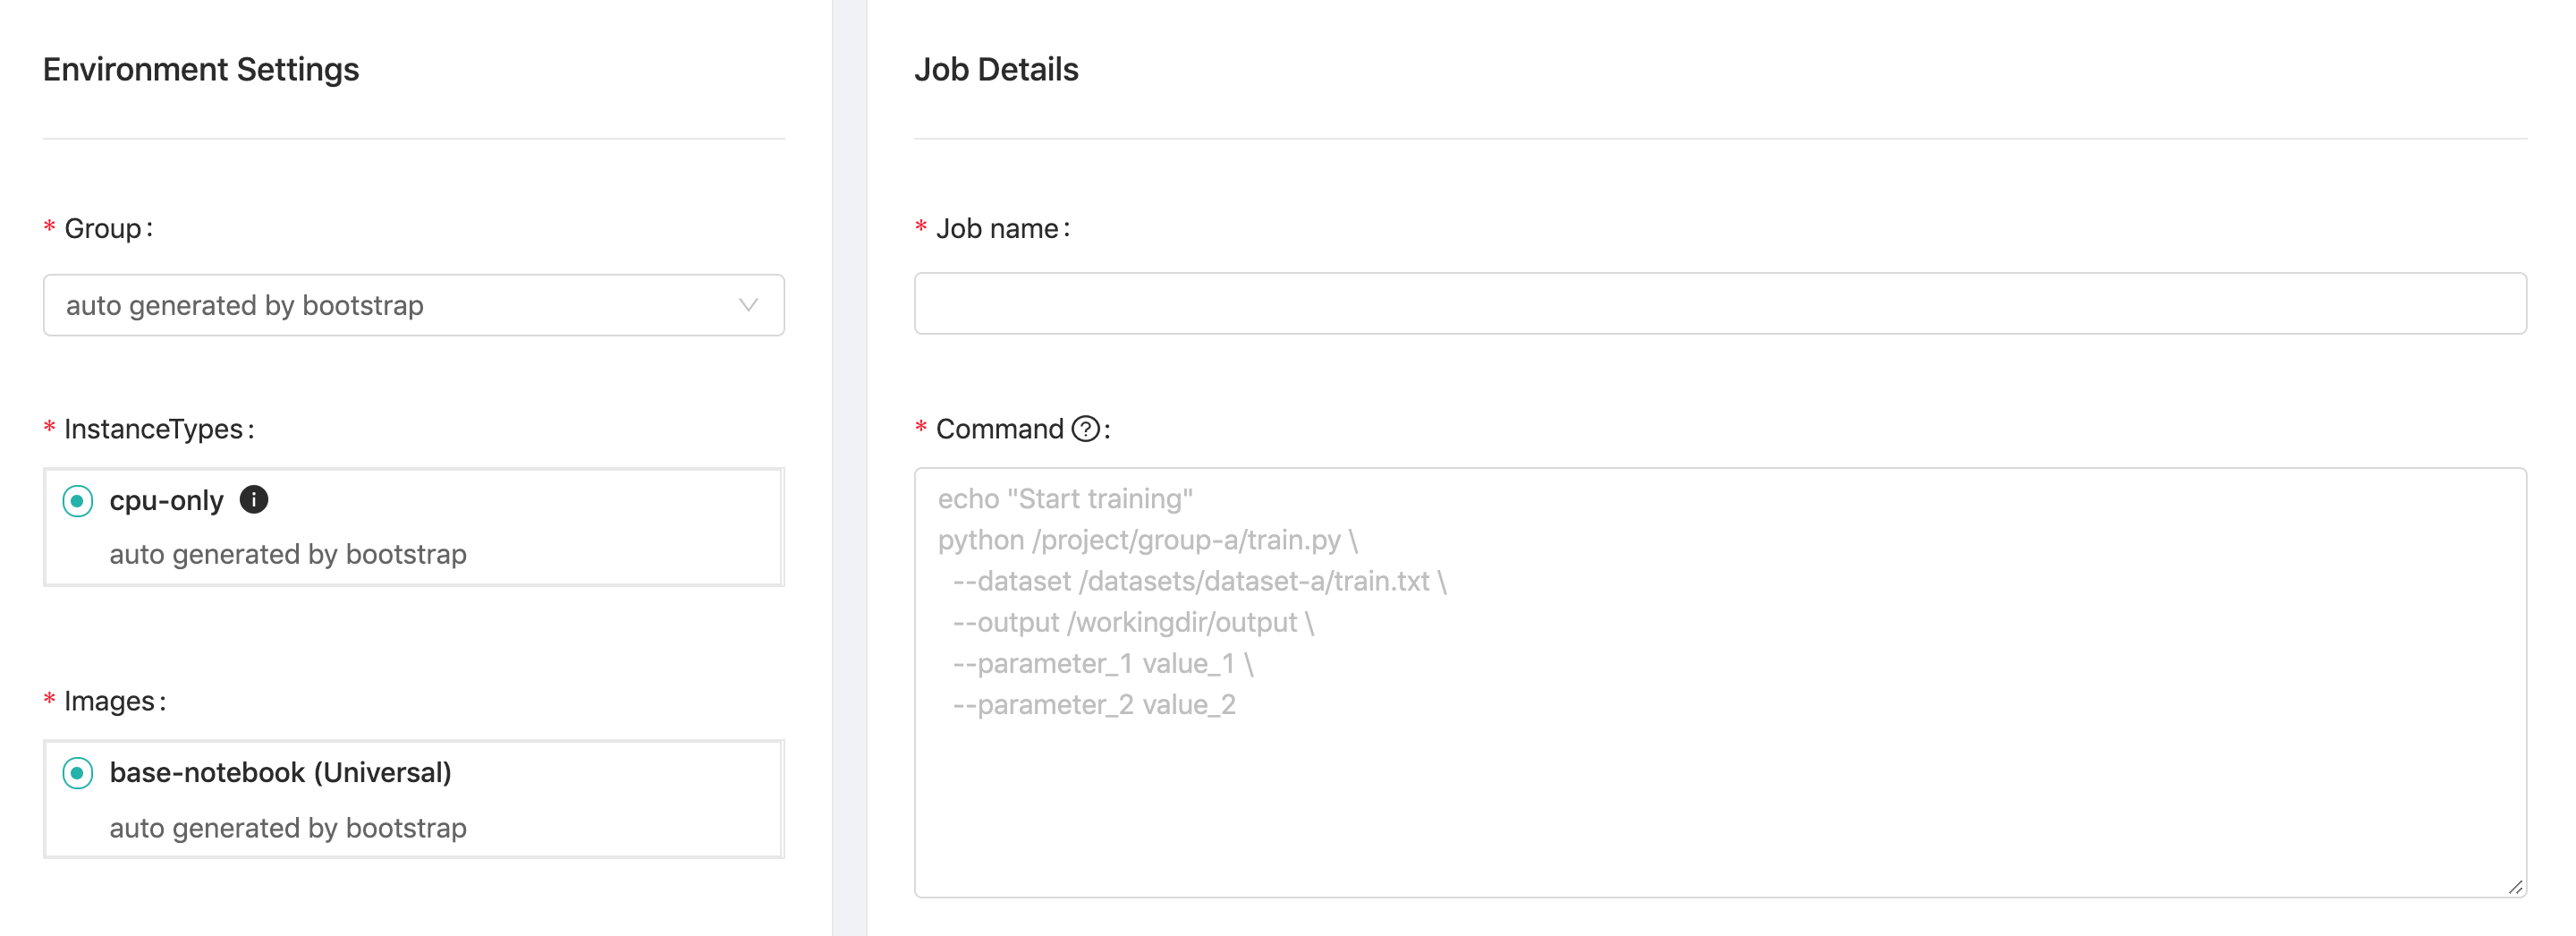 Environment Settings
* Group:
auto generated by bootstrap
* InstanceTypes:
cpu-only
auto generated by bootstrap
* Images:
base-notebook (Universal)
auto generated by bootstrap
Job Details
* Job name:
* Command ?:
echo "Start training"
python /project/group-a/train.py \
--dataset /datasets/dataset-a/train.txt \
--output /workingdir/output \
--parameter_1 value_1 \
--parameter_2 value_2